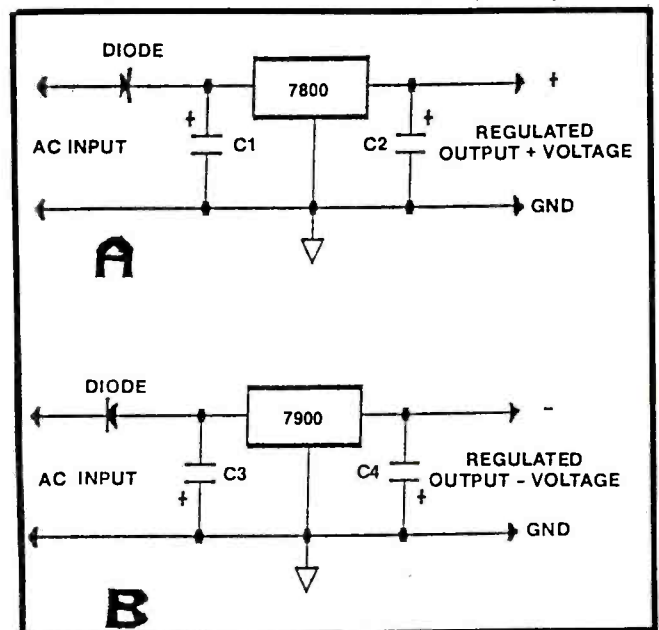 DIODE
7800
+
+
+
AC INPUT
C1
C2
REGULATED
OUTPUT + VOLTAGE
GND
A
DIODE
7900
-
AC INPUT
C3
C4
REGULATED
OUTPUT - VOLTAGE
+
+
GND
B